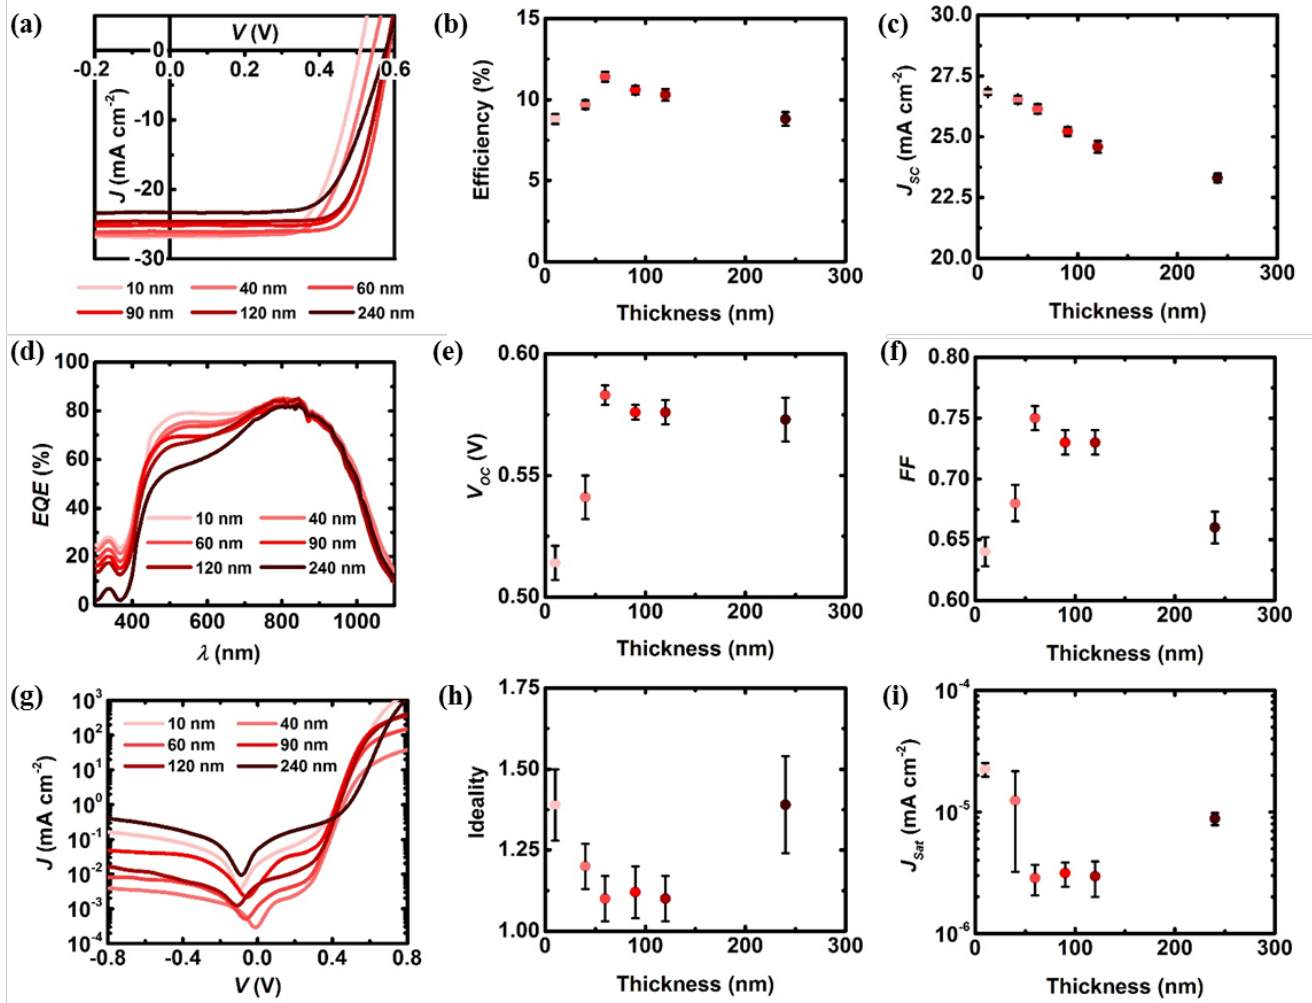 (a)
V (V)
0
-0.2
0.0
0.2
0.4
0.6
-10
-20
-30
J (mA cm⁻²)
10 nm
40 nm
60 nm
90 nm
120 nm
240 nm
(b)
Efficiency (%)
15
10
5
0
0
100
200
300
Thickness (nm)
(c)
J_SC (mA cm⁻²)
30.0
27.5
25.0
22.5
20.0
0
100
200
300
Thickness (nm)
(d)
EQE (%)
100
80
60
40
20
0
10 nm
40 nm
60 nm
90 nm
120 nm
240 nm
400
600
800
1000
λ (nm)
(e)
V_OC (V)
0.60
0.55
0.50
0
100
200
300
Thickness (nm)
(f)
FF
0.80
0.75
0.70
0.65
0.60
0
100
200
300
Thickness (nm)
(g)
J (mA cm⁻²)
10³
10²
10¹
10⁰
10⁻¹
10⁻²
10⁻³
10⁻⁴
10 nm
40 nm
60 nm
90 nm
120 nm
240 nm
-0.8
-0.4
0.0
0.4
0.8
V (V)
(h)
Ideality
1.75
1.50
1.25
1.00
0
100
200
300
Thickness (nm)
(i)
J_Sat (mA cm⁻²)
10⁻⁴
10⁻⁵
10⁻⁶
0
100
200
300
Thickness (nm)